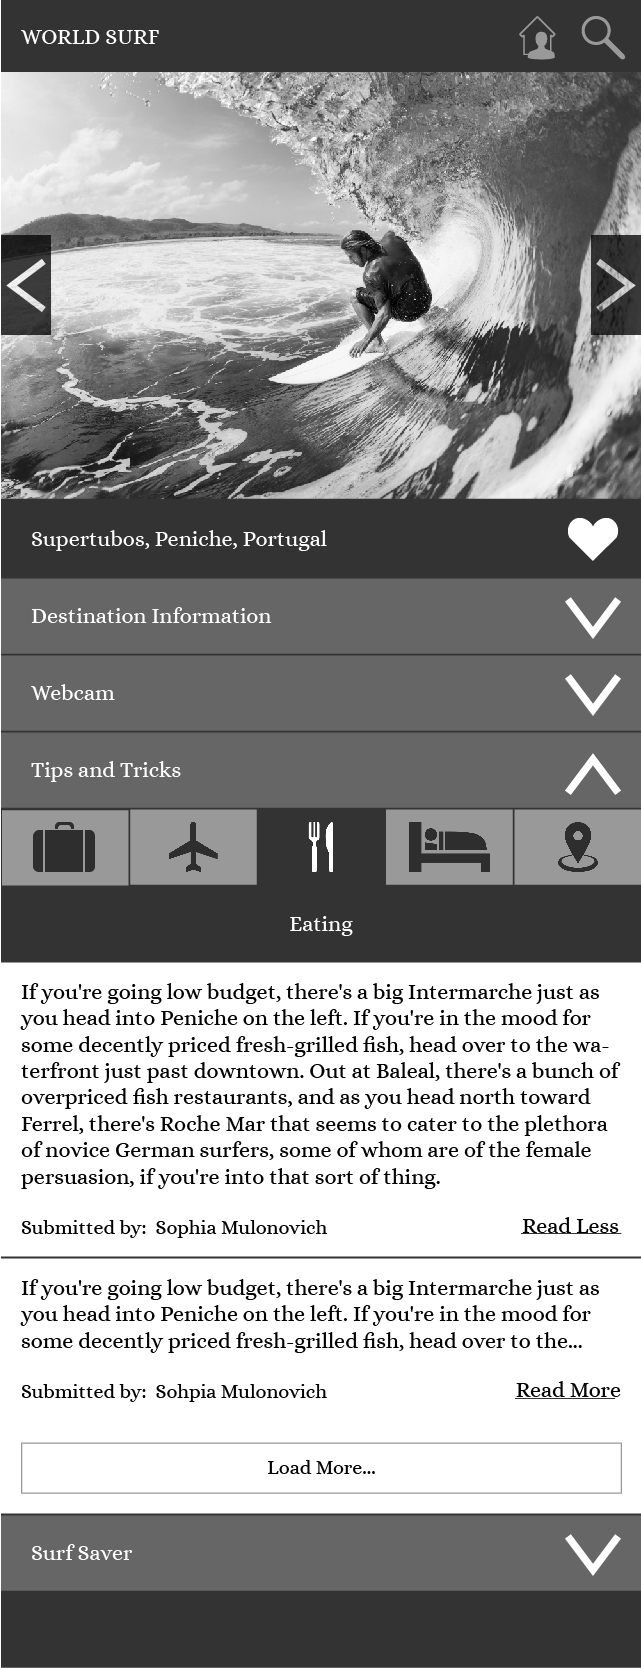 WORLD SURF
Supertubos, Peniche, Portugal
Destination Information
Webcam
Tips and Tricks
Eating
If you're going low budget, there's a big Intermarche just as
you head into Peniche on the left. If you're in the mood for
some decently priced fresh-grilled fish, head over to the wa-
terfront just past downtown. Out at Baleal, there's a bunch of
overpriced fish restaurants, and as you head north toward
Ferrel, there's Roche Mar that seems to cater to the plethora
of novice German surfers, some of whom are of the female
persuasion, if you're into that sort of thing.
Submitted by: Sophia Mulonovich Read Less
If you're going low budget, there's a big Intermarche just as
you head into Peniche on the left. If you're in the mood for
some decently priced fresh-grilled fish, head over to the...
Submitted by: Sohpia Mulonovich Read More
Load More...
Surf Saver